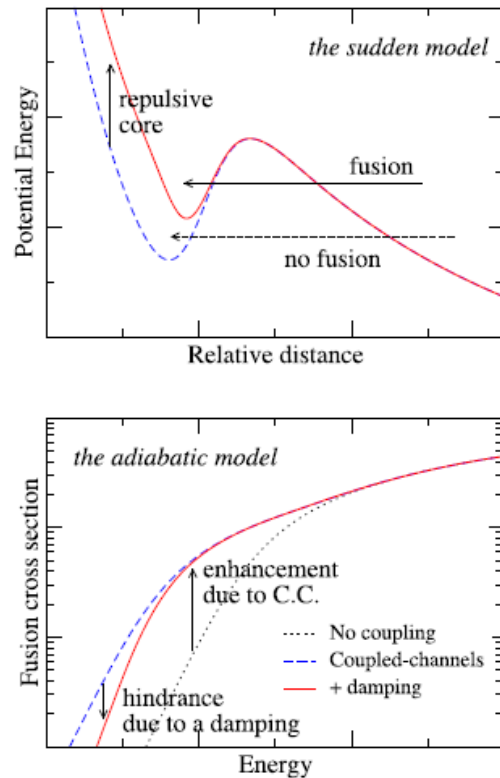 the sudden model
repulsive
core
fusion
no fusion
Potential Energy
Relative distance
the adiabatic model
enhancement
due to C.C.
No coupling
Coupled-channels
+ damping
hindrance
due to a damping
Fusion cross section
Energy